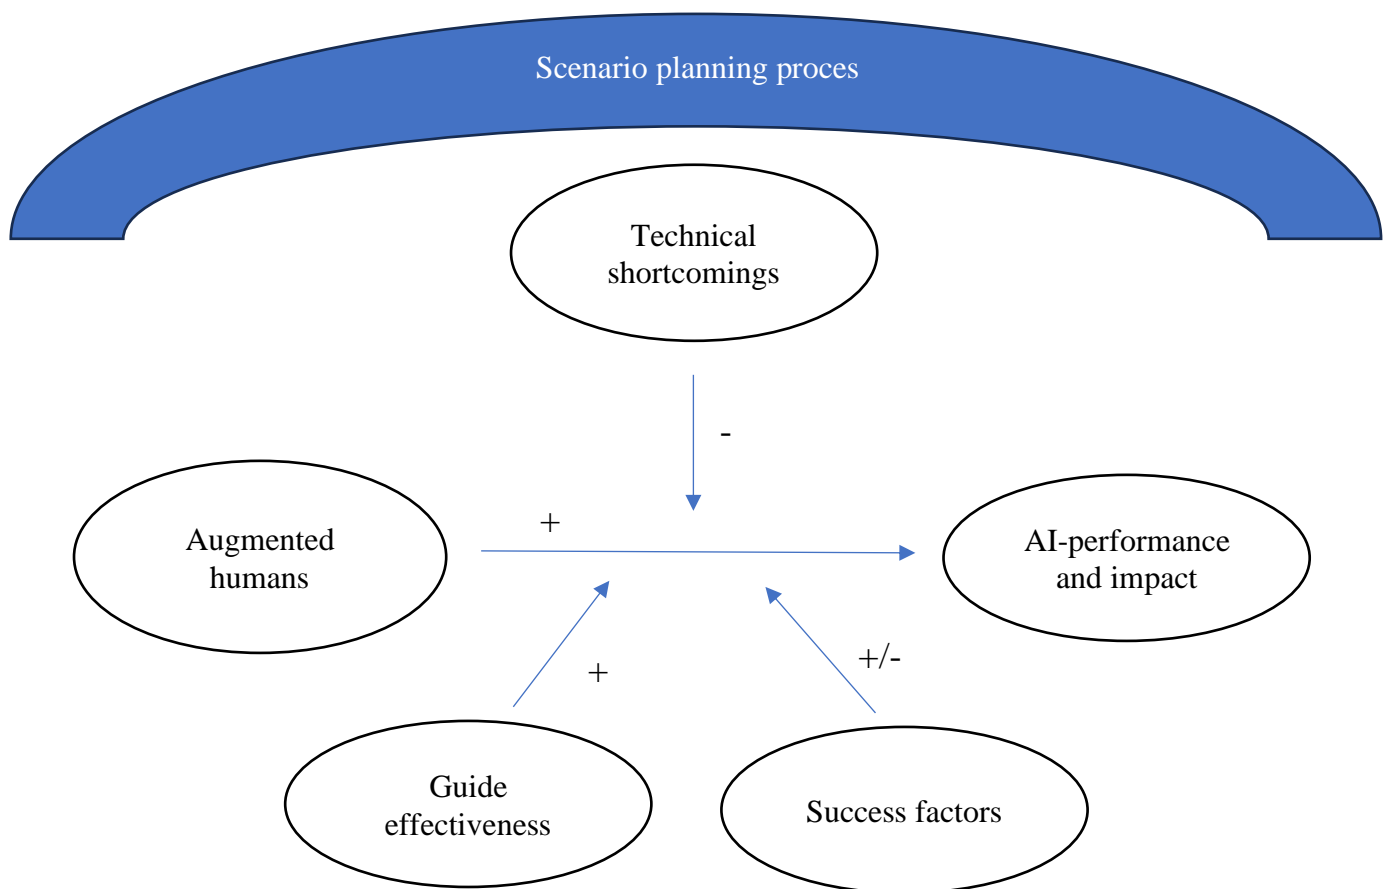 Scenario planning proces
Technical
shortcomings
-
+
Augmented
humans
AI-performance
and impact
+
+/-
Guide
effectiveness
Success factors